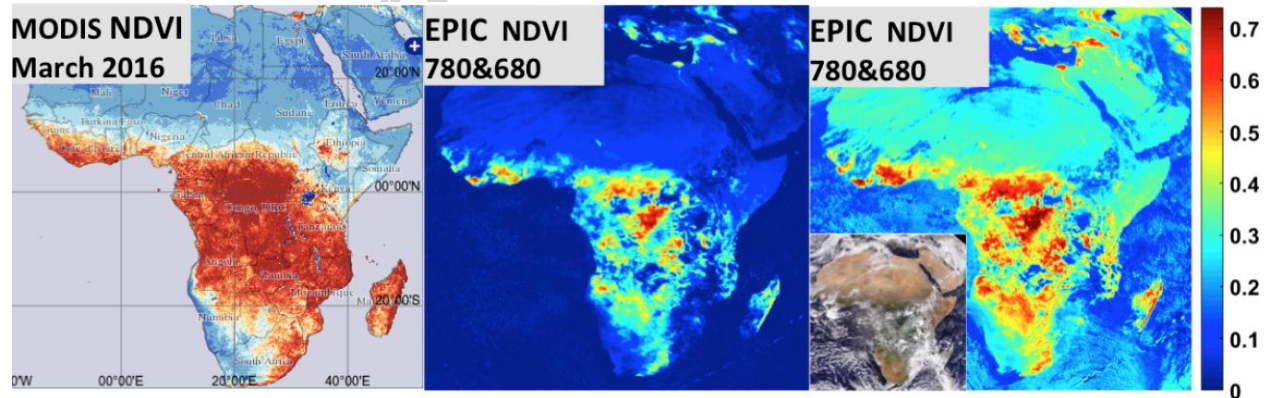 MODIS NDVI
March 2016
Libya
Egypt
Saudi Arabia
20°00'N
Mali
Niger
Chad
Sudan
Eritrea
Yemen
Burkina Faso
Guinea
Nigeria
Ethiopia
Central African Republic
Somalia
Kenya
00°00'E
Congo, DRC
Tanzania
Angola
Zambia
Mozambique
20°00'S
Namibia
South Africa
0'W
00°00'E
20°00'E
40°00'E
EPIC NDVI
780&680
EPIC NDVI
780&680
0.7
0.6
0.5
0.4
0.3
0.2
0.1
0